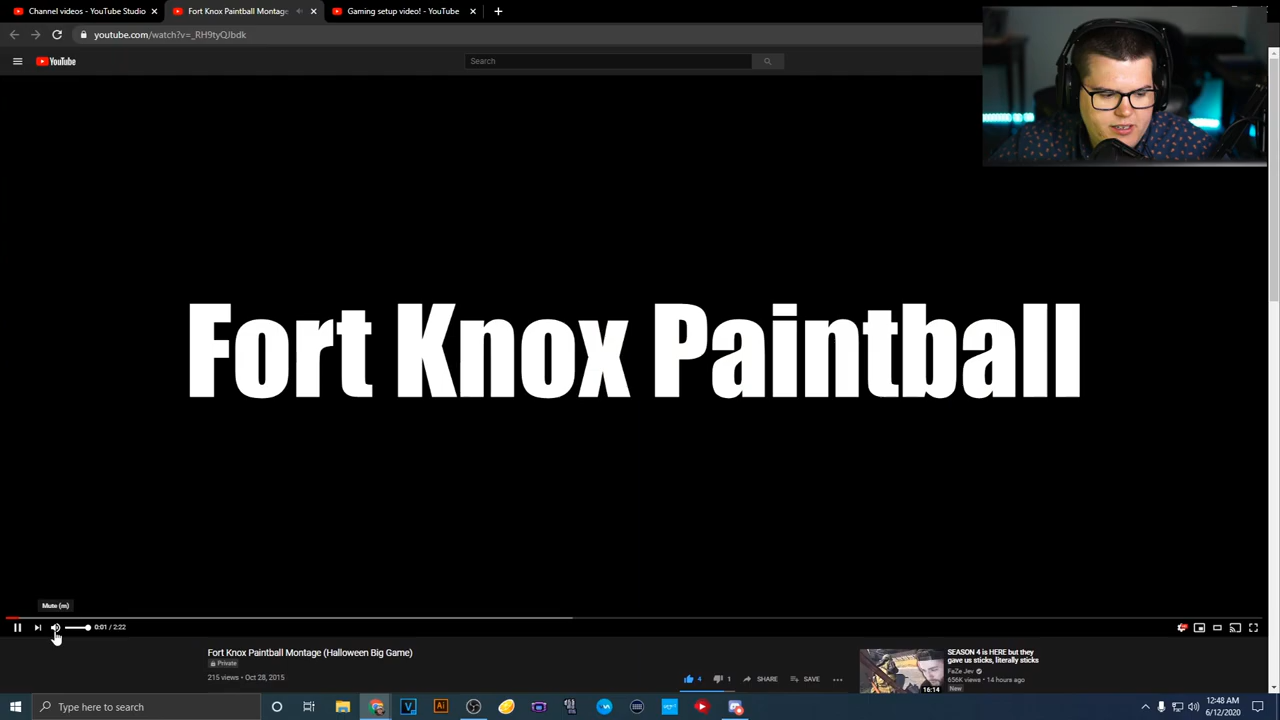 Channel videos - YouTube Studio
Fort Knox Paintball Montage
Gaming setup video! - YouTube
youtube.com/watch?v=_RH9tyQJbdk
YouTube
Search
Fort Knox Paintball
Mute (m)
0:01 / 2:22
Fort Knox Paintball Montage (Halloween Big Game)
Private
215 views • Oct 28, 2015
4
1
SHARE
SAVE
16:14
SEASON 4 is HERE but they
gave us sticks, literally sticks
FaZe Jev
656K views • 14 hours ago
New
Type here to search
Ai
12:48 AM
6/12/2020